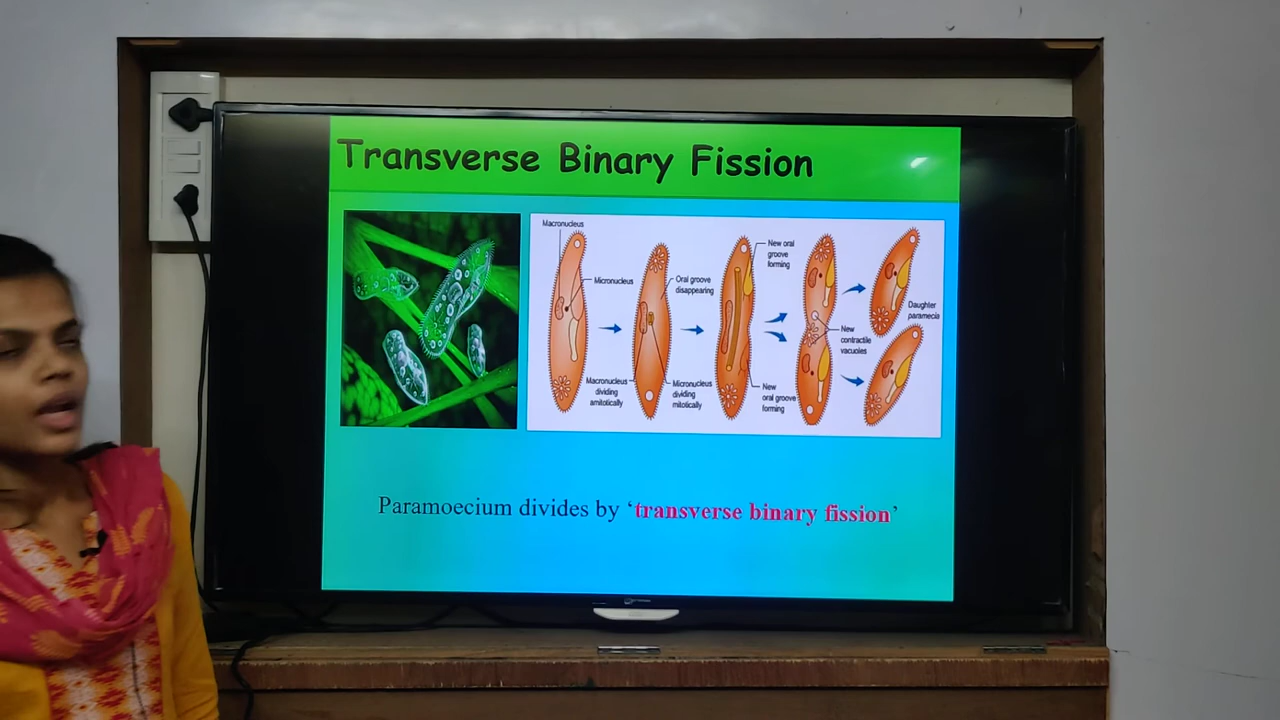 Transverse Binary Fission
Macronucleus
Micronucleus
Oral groove
disappearing
New oral
groove
forming
Daughter
paramecia
New
contractile
vacuoles
Macronucleus
dividing
amitotically
Micronucleus
dividing
mitotically
New
oral groove
forming
Paramoecium divides by ‘transverse binary fission’